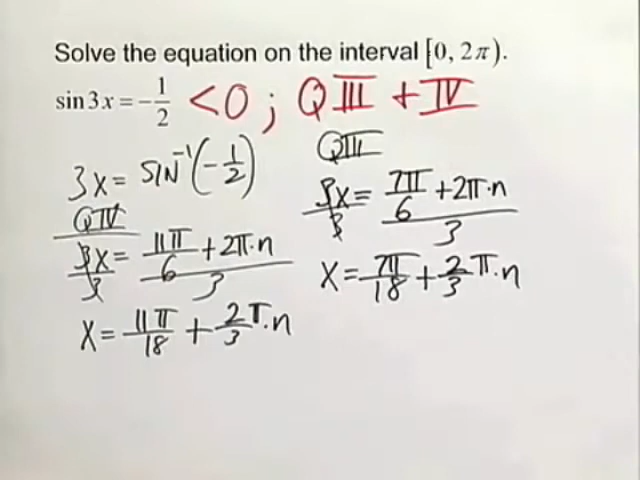 Solve the equation on the interval [0, 2π).
sin 3x = -1/2 < 0 ; Q III + IV
3x = SIN⁻¹(-1/2)
QIV
3x/3 = (11π/6 + 2π·n)/3
x = 11π/18 + 2/3 π·n
QIII
3x/3 = (7π/6 + 2π·n)/3
x = 7π/18 + 2/3 π·n